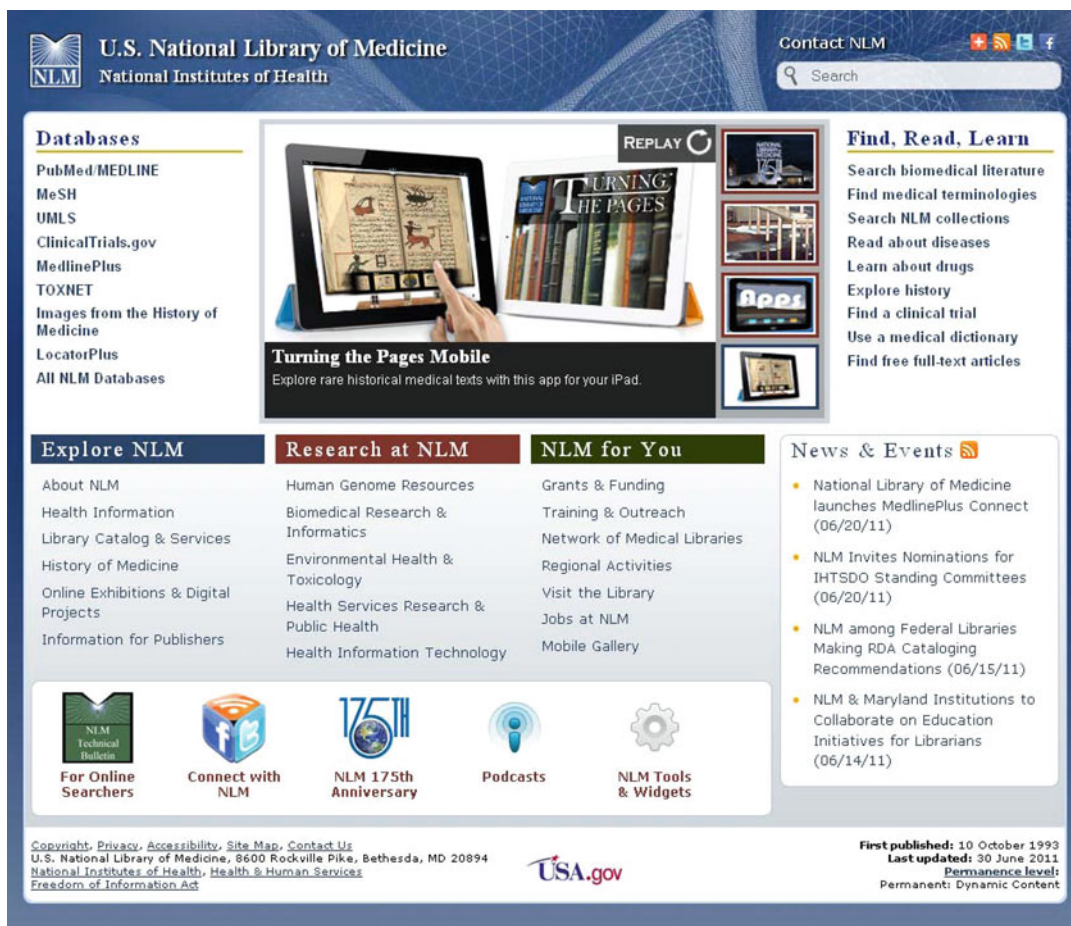 NLM
U.S. National Library of Medicine
National Institutes of Health
Contact NLM
Search
Databases
PubMed/MEDLINE
MeSH
UMLS
ClinicalTrials.gov
MedlinePlus
TOXNET
Images from the History of
Medicine
LocatorPlus
All NLM Databases
REPLAY
TURNING
THE PAGES
NATIONAL
LIBRARY OF
MEDICINE
175TH
Apps
Turning the Pages Mobile
Explore rare historical medical texts with this app for your iPad.
Find, Read, Learn
Search biomedical literature
Find medical terminologies
Search NLM collections
Read about diseases
Learn about drugs
Explore history
Find a clinical trial
Use a medical dictionary
Find free full-text articles
Explore NLM
About NLM
Health Information
Library Catalog & Services
History of Medicine
Online Exhibitions & Digital
Projects
Information for Publishers
Research at NLM
Human Genome Resources
Biomedical Research &
Informatics
Environmental Health &
Toxicology
Health Services Research &
Public Health
Health Information Technology
NLM for You
Grants & Funding
Training & Outreach
Network of Medical Libraries
Regional Activities
Visit the Library
Jobs at NLM
Mobile Gallery
News & Events
National Library of Medicine
launches MedlinePlus Connect
(06/20/11)
NLM Invites Nominations for
IHTSDO Standing Committees
(06/20/11)
NLM among Federal Libraries
Making RDA Cataloging
Recommendations (06/15/11)
NLM & Maryland Institutions to
Collaborate on Education
Initiatives for Librarians
(06/14/11)
NLM
Technical
Bulletin
For Online
Searchers
Connect with
NLM
175TH
NLM 175th
Anniversary
Podcasts
NLM Tools
& Widgets
Copyright, Privacy, Accessibility, Site Map, Contact Us
U.S. National Library of Medicine, 8600 Rockville Pike, Bethesda, MD 20894
National Institutes of Health, Health & Human Services
Freedom of Information Act
USA.gov
First published: 10 October 1993
Last updated: 30 June 2011
Permanence level:
Permanent: Dynamic Content